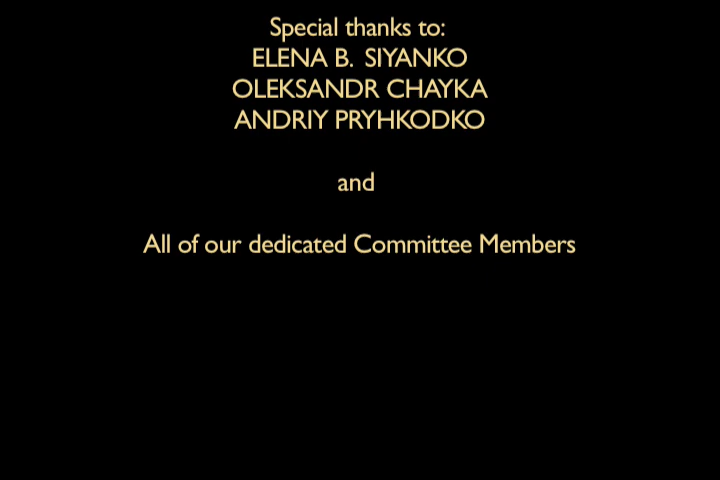 Special thanks to:
ELENA B. SIYANKO
OLEKSANDR CHAYKA
ANDRIY PRYHKODKO
and
All of our dedicated Committee Members